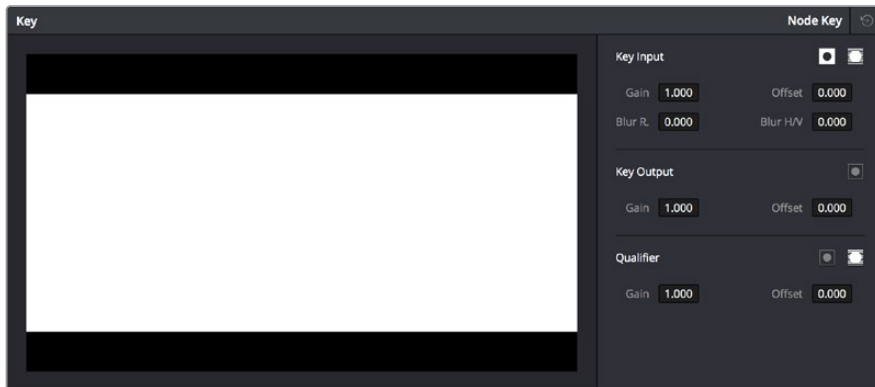 Key Node Key
Key Input
Gain 1.000 Offset 0.000
Blur R. 0.000 Blur H/V 0.000
Key Output
Gain 1.000 Offset 0.000
Qualifier
Gain 1.000 Offset 0.000